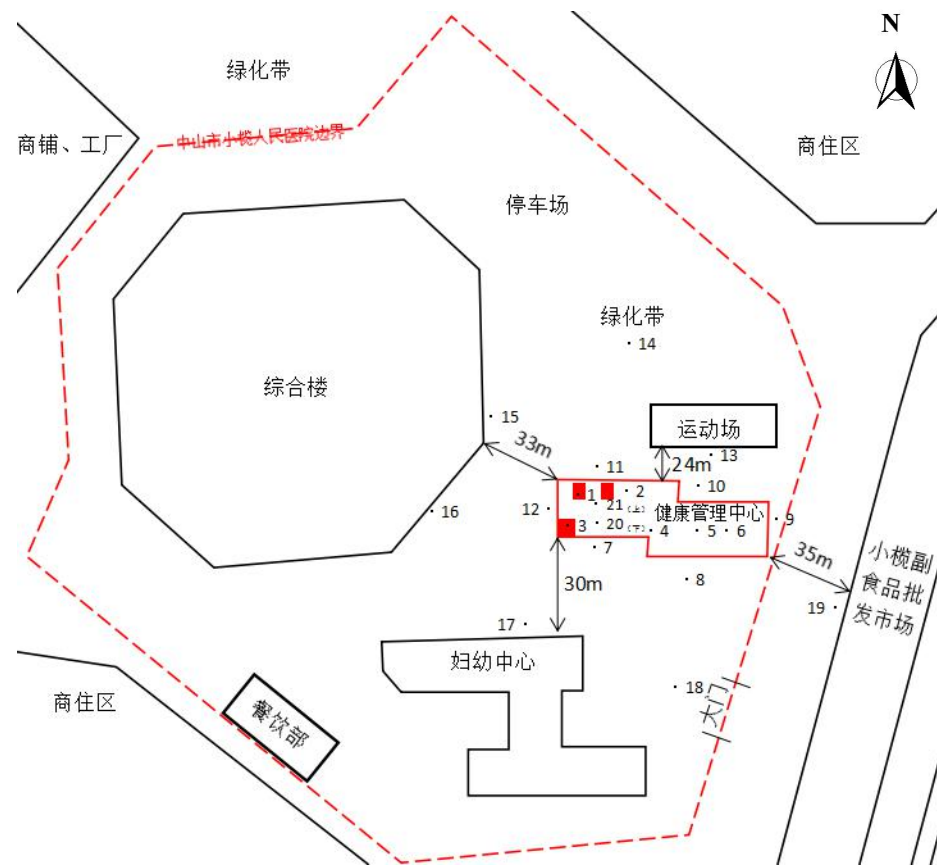 N
绿化带
商铺、工厂
中山市小榄人民医院边界
商住区
停车场
绿化带
14
综合楼
15
33m
运动场
13
24m
11
10
1
2
12
21（上）
健康管理中心
9
16
3
20（下）
4
5
6
7
35m
小榄副
食品批
发市场
8
30m
19
17
妇幼中心
18
商住区
大门
餐饮部